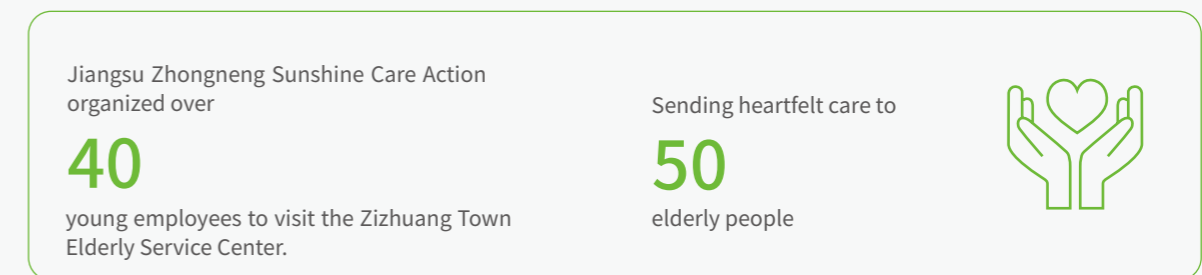 Jiangsu Zhongneng Sunshine Care Action
organized over
40
young employees to visit the Zizhuang Town
Elderly Service Center.
Sending heartfelt care to
50
elderly people